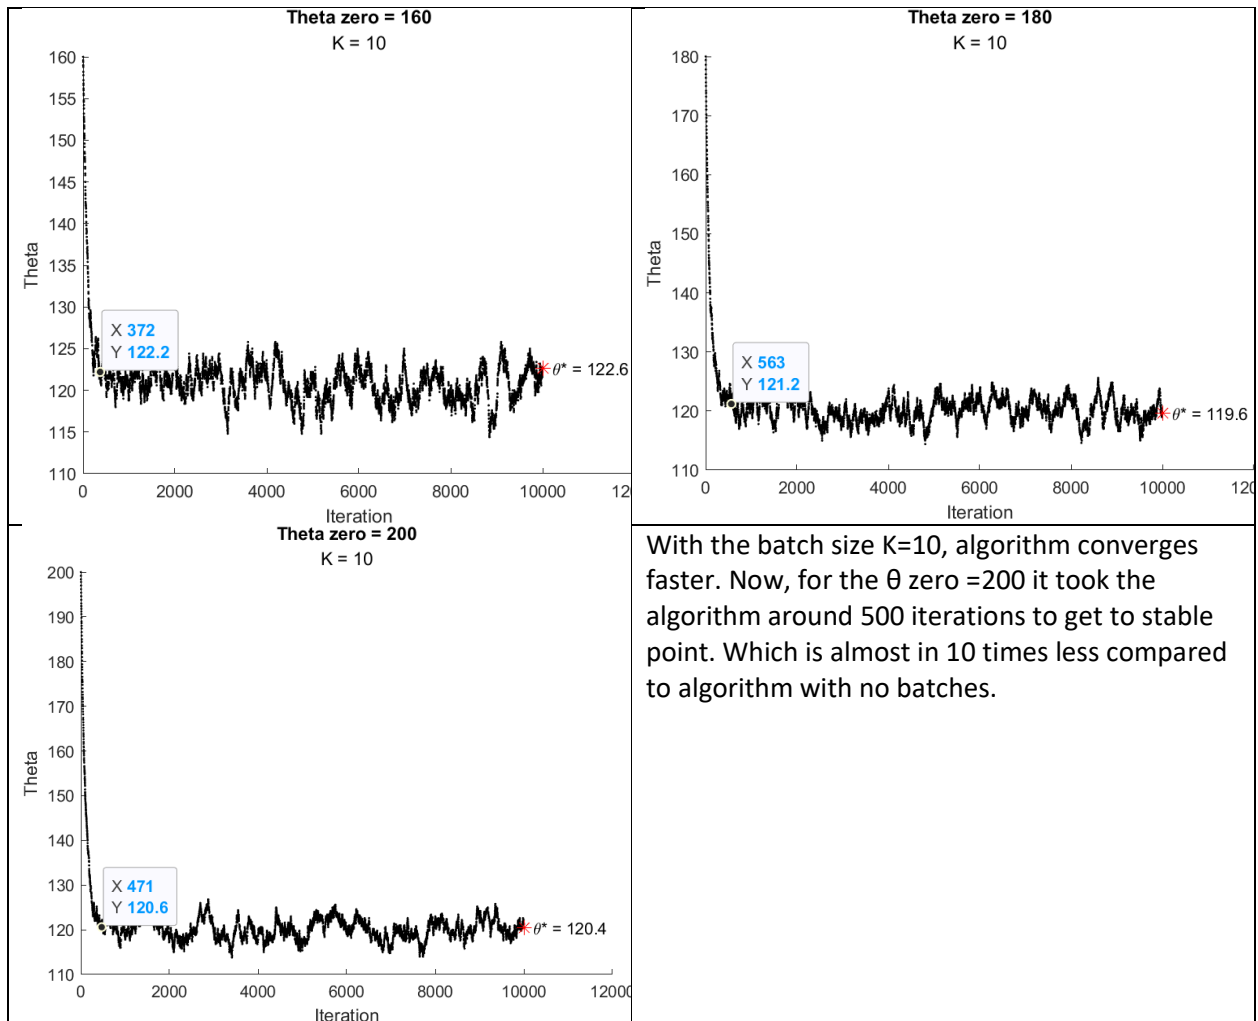 Theta zero = 160
K = 10
160
155
150
145
140
135
130
125
120
115
110
Theta
X 372
Y 122.2
θ* = 122.6
0 2000 4000 6000 8000 10000 120
Iteration
Theta zero = 180
K = 10
180
170
160
150
140
130
120
110
Theta
X 563
Y 121.2
θ* = 119.6
0 2000 4000 6000 8000 10000 120
Iteration
Theta zero = 200
K = 10
200
190
180
170
160
150
140
130
120
110
Theta
X 471
Y 120.6
θ* = 120.4
0 2000 4000 6000 8000 10000 12000
Iteration
With the batch size K=10, algorithm converges
faster. Now, for the θ zero =200 it took the
algorithm around 500 iterations to get to stable
point. Which is almost in 10 times less compared
to algorithm with no batches.